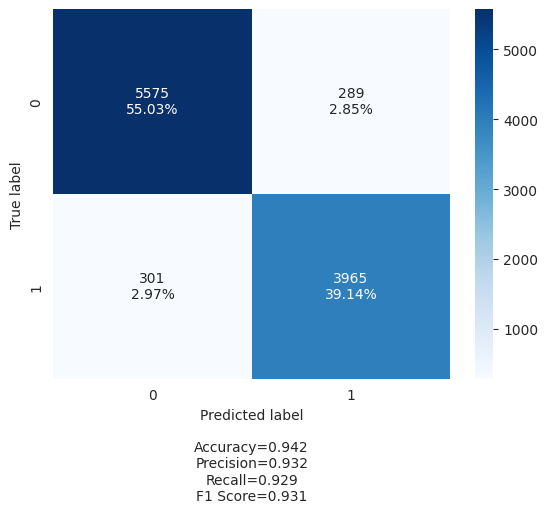 5575
55.03%
289
2.85%
301
2.97%
3965
39.14%
0
1
True label
0
1
Predicted label
5000
4000
3000
2000
1000
Accuracy=0.942
Precision=0.932
Recall=0.929
F1 Score=0.931